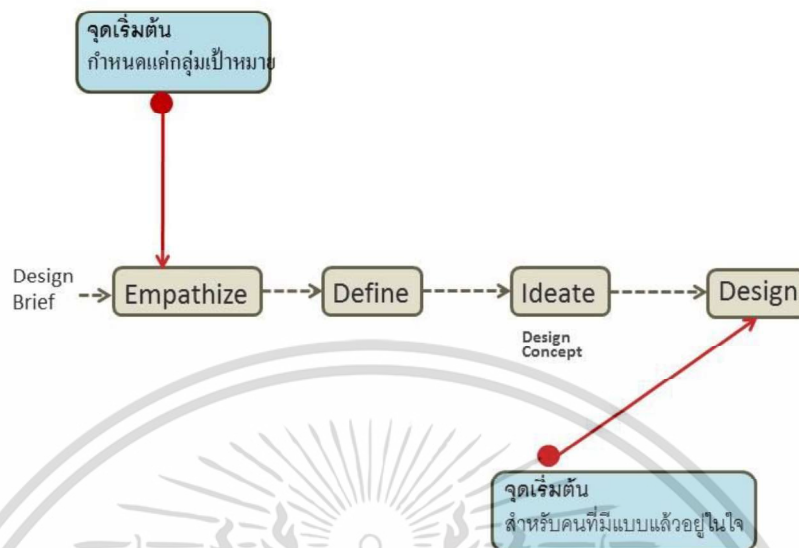 จุดเริ่มต้น
กำหนดแค่กลุ่มเป้าหมาย
Design
Brief
Empathize
Define
Ideate
Design
Design
Concept
จุดเริ่มต้น
สำหรับคนที่มีแบบแล้วอยู่ในใจ